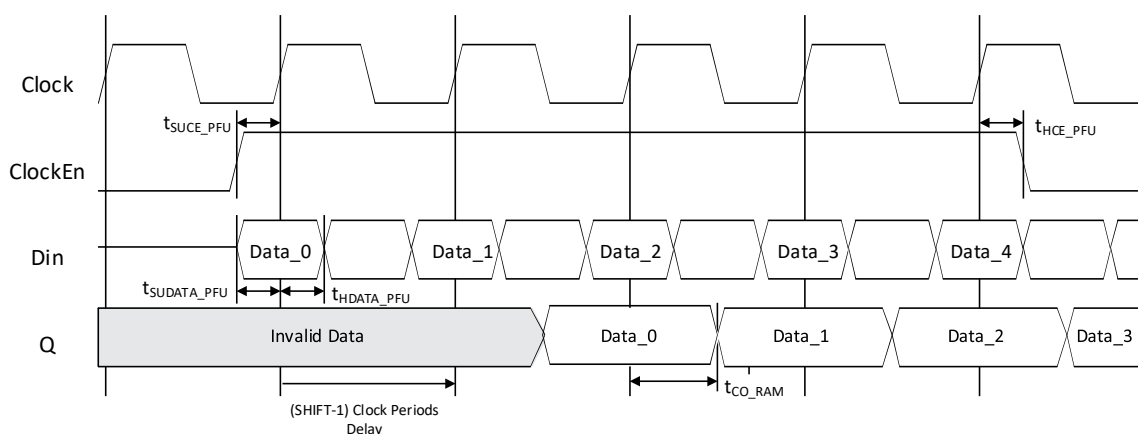 Clock
tSUCE_PFU
tHCE_PFU
ClockEn
Din
Data_0
Data_1
Data_2
Data_3
Data_4
tSUDATA_PFU
tHDATA_PFU
Q
Invalid Data
Data_0
Data_1
Data_2
Data_3
tCO_RAM
(SHIFT-1) Clock Periods
Delay